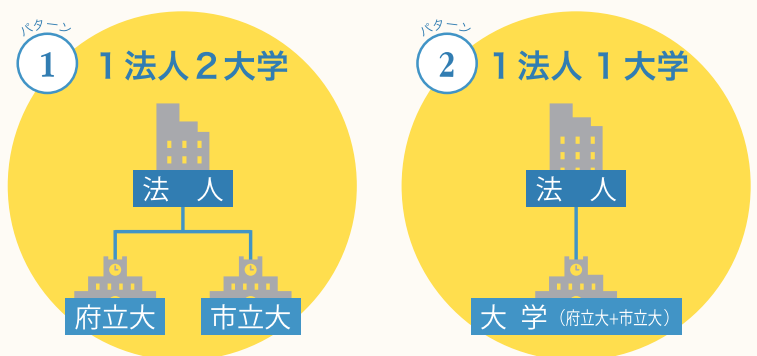 パターン
1 1法人2大学
法人
府立大
市立大
パターン
2 1法人1大学
法人
大学(府立大+市立大)